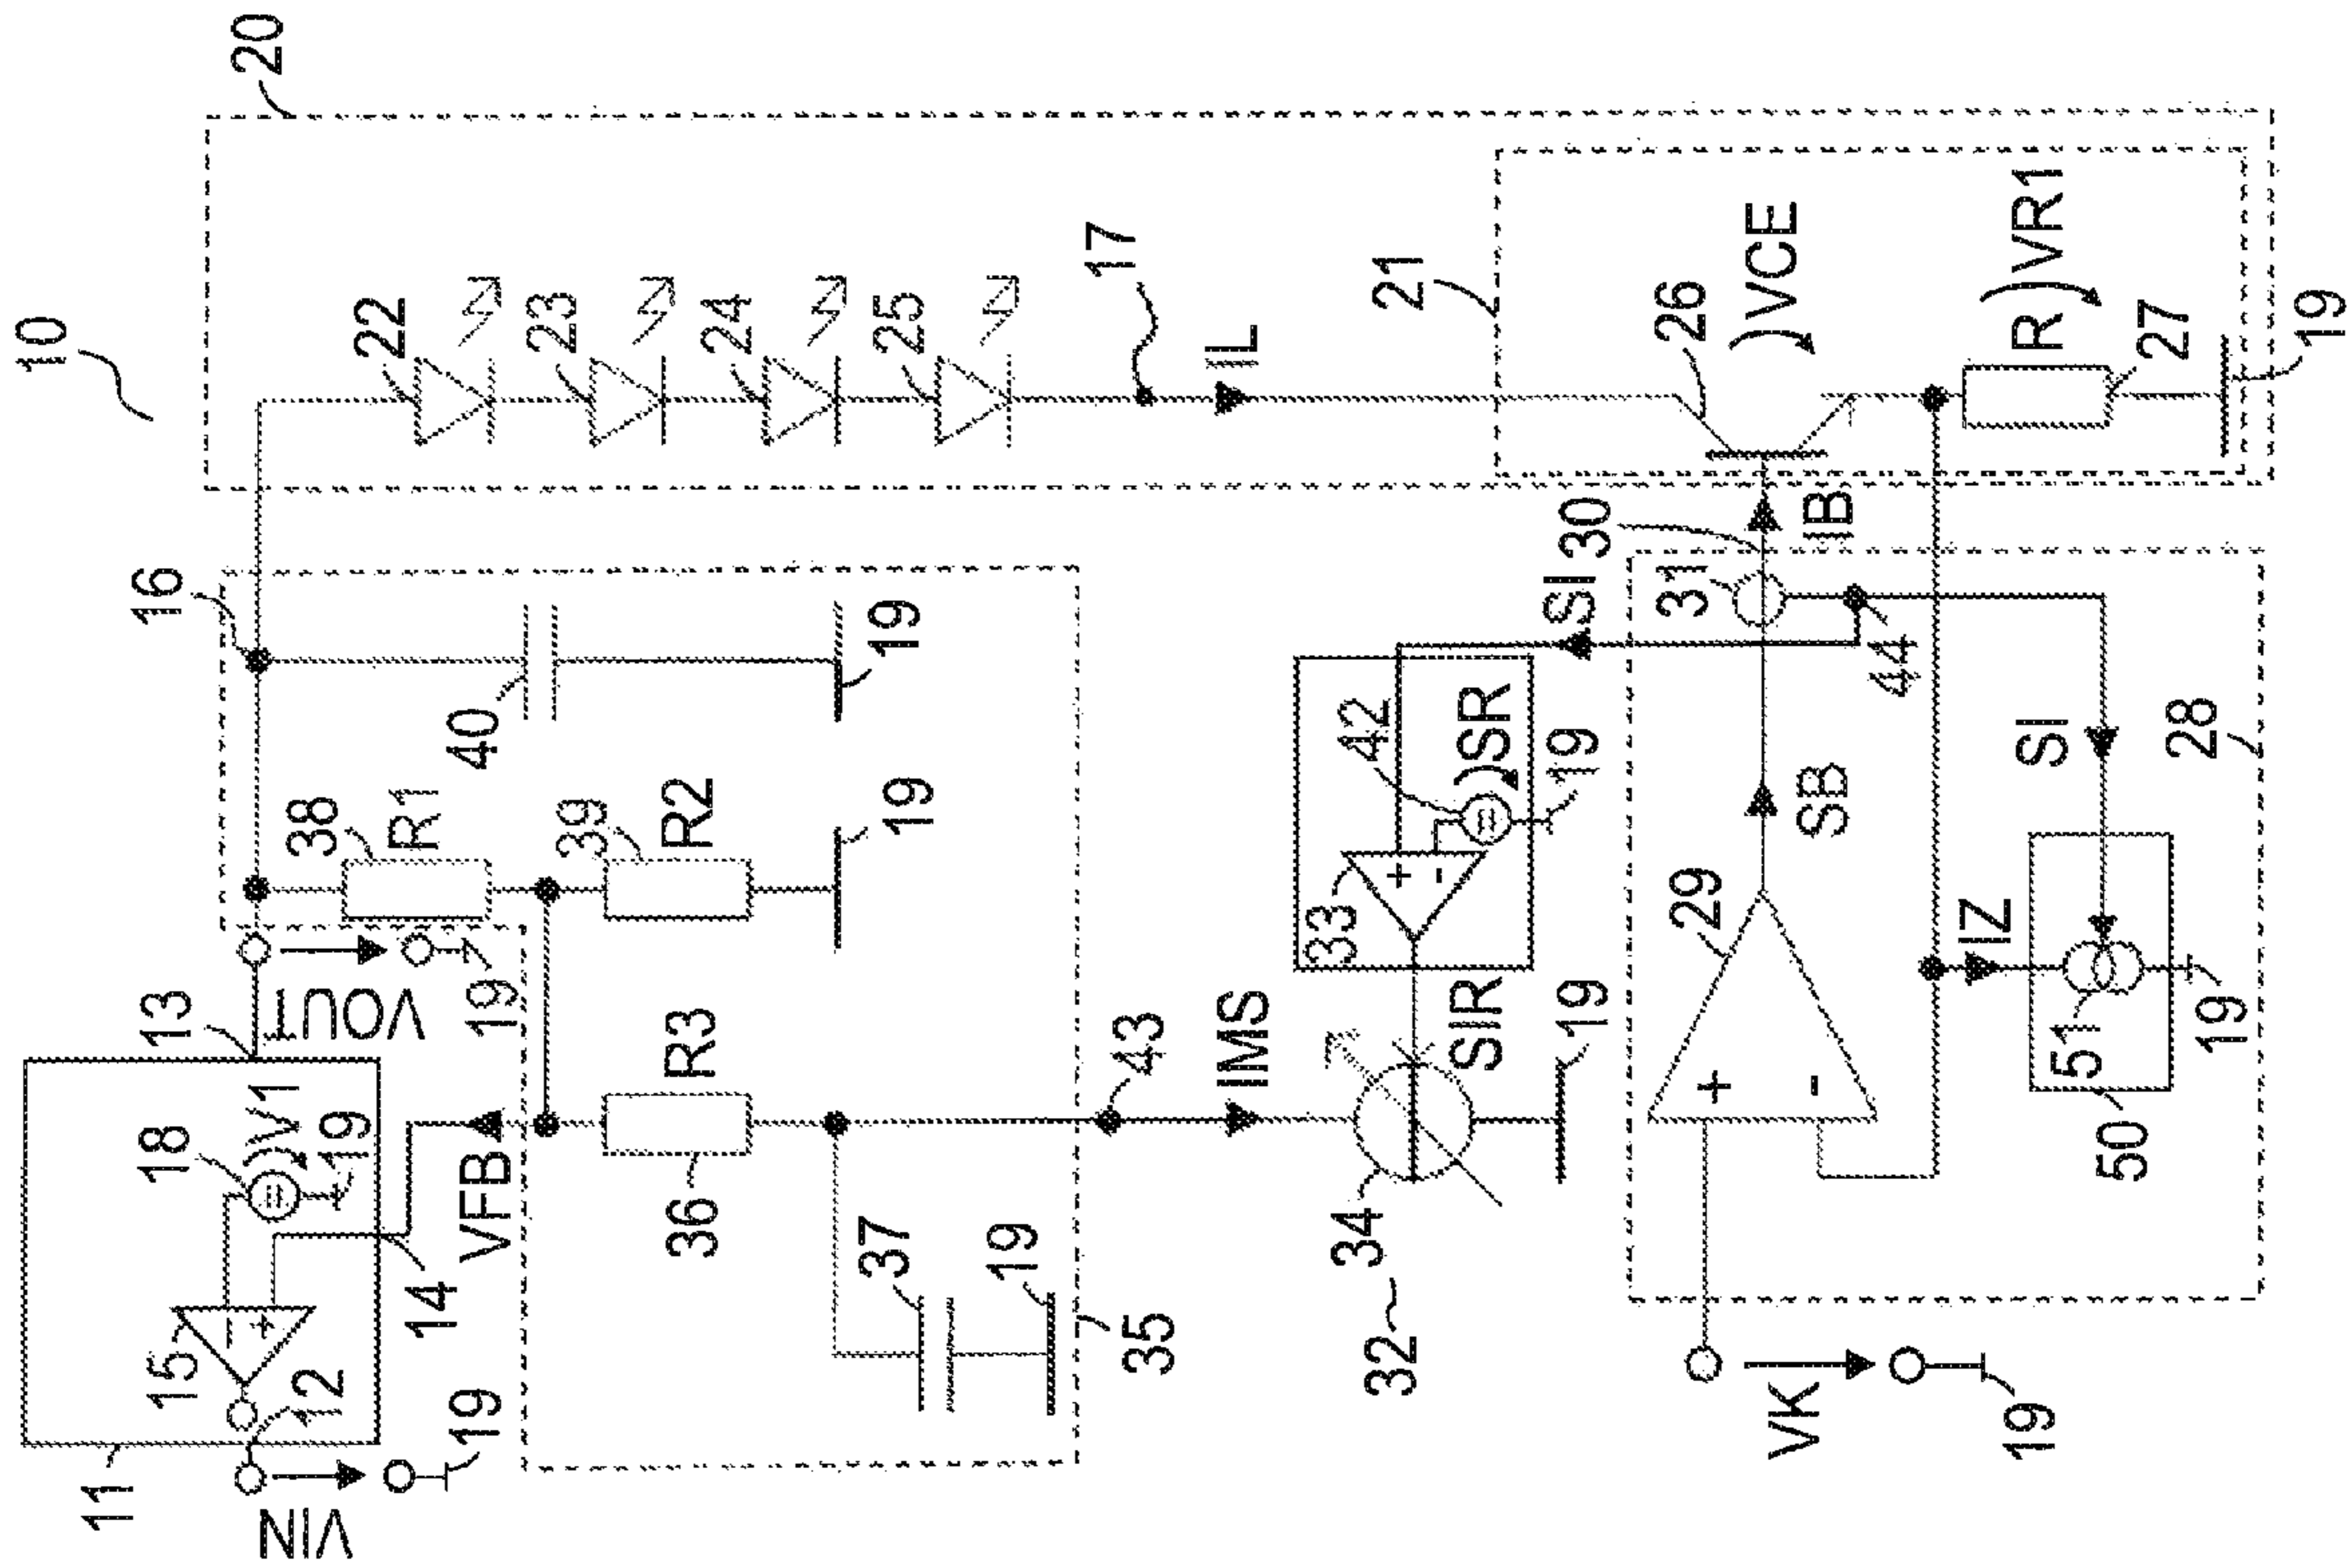 10
20
16
22
23
24
25
17
IL
21
26
VCE
R
VR1
27
19
13
VOUT
19
38
R1
39
R2
19
40
19
11
15
-
+
18
=
V1
19
12
14
VIN
19
VFB
R3
36
37
19
35
43
IMS
33
+
-
42
=
SR
19
SI
30
31
IB
44
34
32
SIR
19
29
+
-
SB
SI
28
IZ
51
50
19
VK
19